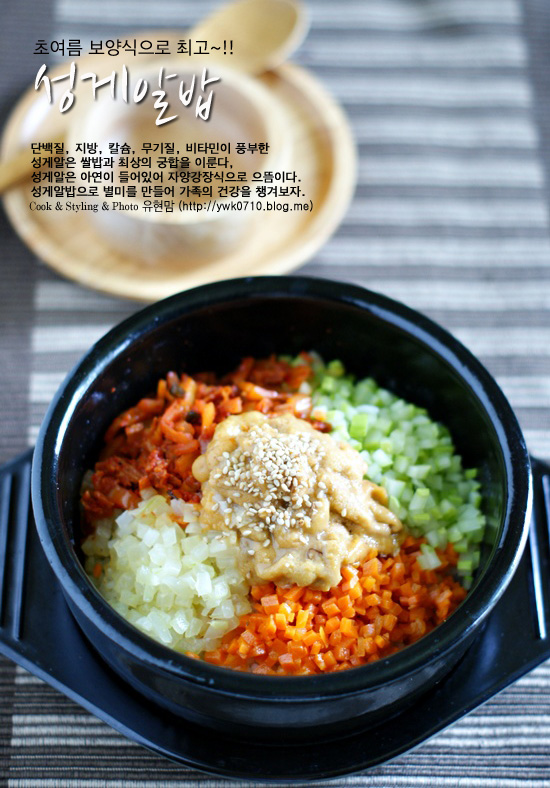 초여름 보양식으로 최고~!!
성게알밥
단백질, 지방, 칼슘, 무기질, 비타민이 풍부한
성게알은 쌀밥과 최상의 궁합을 이룬다,
성게알은 아연이 들어있어 자양강장식으로 으뜸이다.
성게알밥으로 별미를 만들어 가족의 건강을 챙겨보자.
Cook & Styling & Photo 유현맘 (http://ywk0710.blog.me)